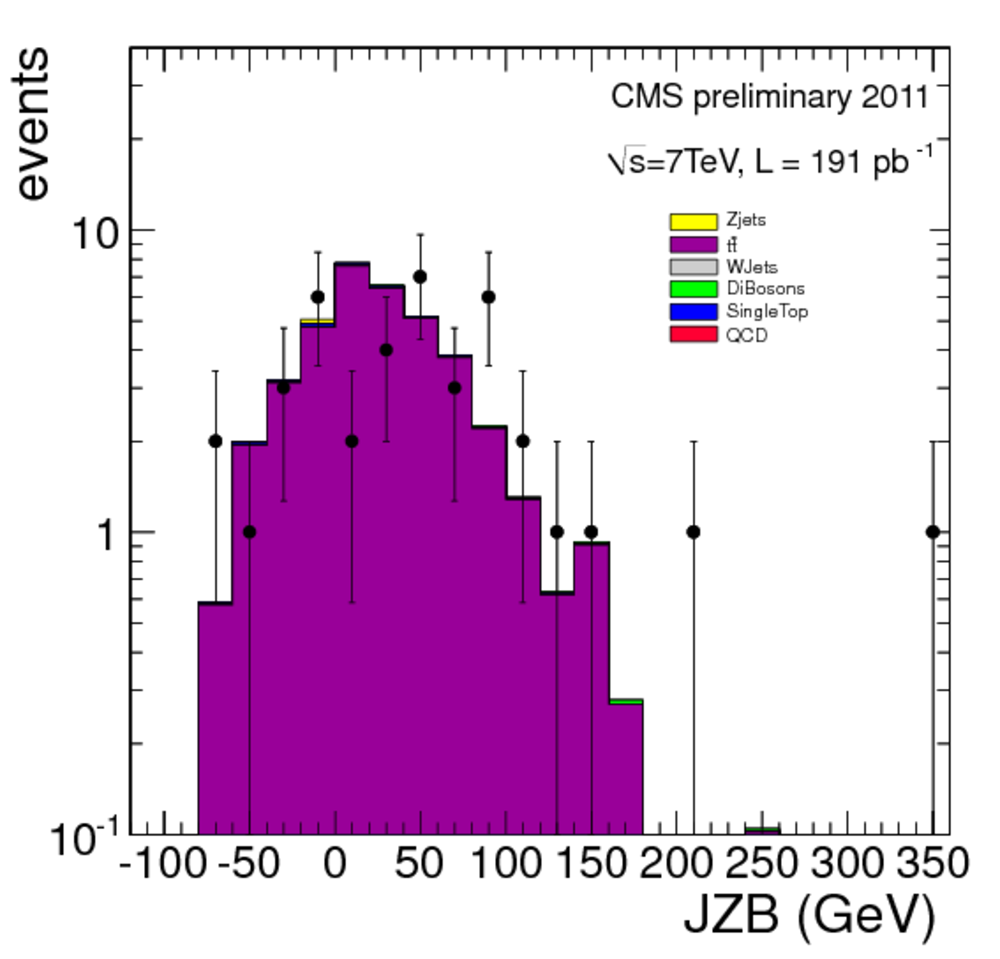 events
CMS preliminary 2011
√s=7TeV, L = 191 pb⁻¹
Zjets
tt̄
WJets
DiBosons
SingleTop
QCD
10
1
10⁻¹
-100 -50 0 50 100 150 200 250 300 350
JZB (GeV)